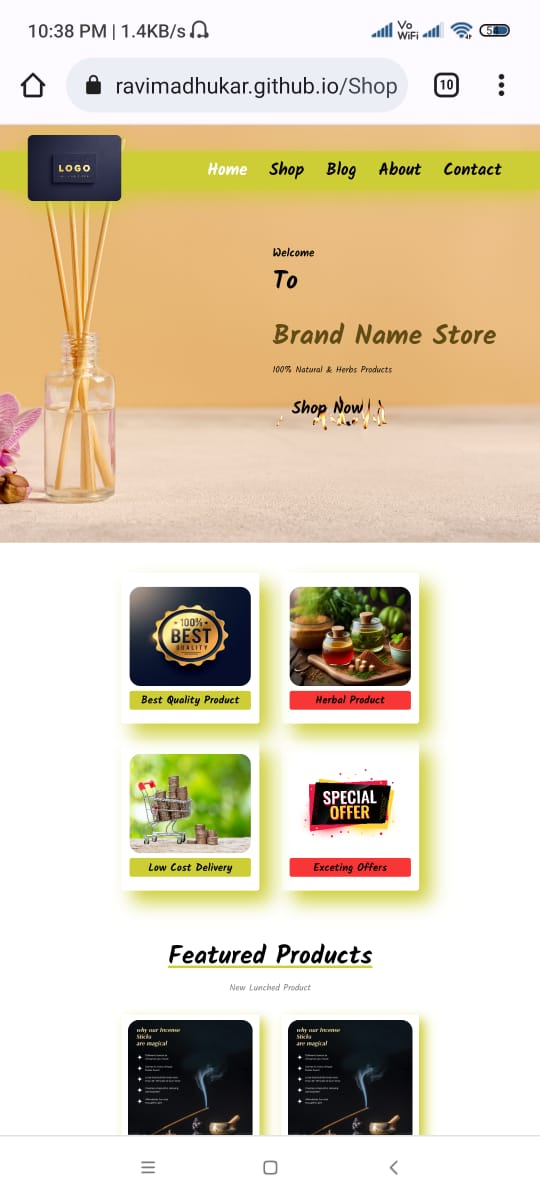 10:38 PM | 1.4KB/s
Vo
WiFi
54
ravimadhukar.github.io/Shop
10
LOGO
Home Shop Blog About Contact
Welcome
To
Brand Name Store
100% Natural & Herbs Products
Shop Now
100%
BEST
QUALITY
Best Quality Product
Herbal Product
SPECIAL
OFFER
Low Cost Delivery
Exceting Offers
Featured Products
New Lunched Product
why our Incense
Sticks
are magical
why our Incense
Sticks
are magical